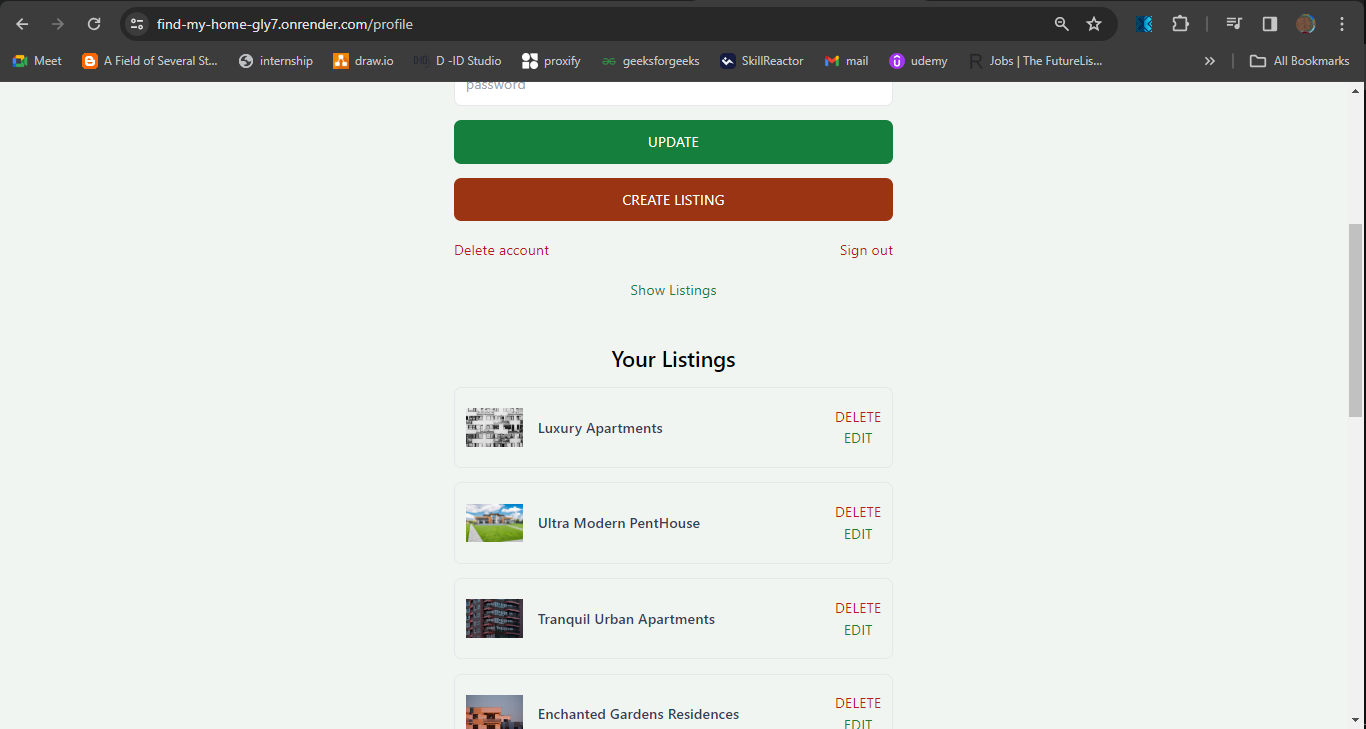 find-my-home-gly7.onrender.com/profile
Meet A Field of Several St... internship draw.io D -ID Studio proxify geeksforgeeks SkillReactor mail udemy Jobs | The FutureLis... All Bookmarks
password
UPDATE
CREATE LISTING
Delete account Sign out
Show Listings
Your Listings
Luxury Apartments
DELETE
EDIT
Ultra Modern PentHouse
DELETE
EDIT
Tranquil Urban Apartments
DELETE
EDIT
Enchanted Gardens Residences
DELETE
EDIT